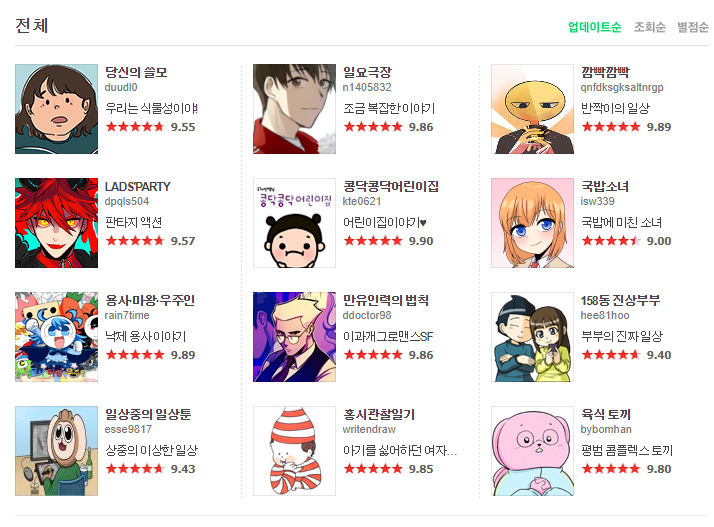 전체
업데이트순 조회순 별점순
당신의 쓸모
duudl0
우리는 식물성이야
9.55
일요극장
n1405832
조금 복잡한 이야기
9.86
깜빡깜빡
qnfdksgksaltnrgp
반짝이의 일상
9.89
LADS'PARTY
dpqls504
판타지 액션
9.57
콩닥콩닥 어린이집
콩닥콩닥어린이집
kte0621
어린이집이야기♥
9.90
국밥소녀
isw339
국밥에 미친 소녀
9.00
용사·마왕·우주인
rain7time
낙제 용사 이야기
9.89
만유인력의 법칙
ddoctor98
이과개그로맨스SF
9.86
158동 진상부부
hee81hoo
부부의 진짜 일상
9.40
일상중의 일상툰
esse9817
상중의 이상한 일상
9.43
홍시관찰일기
writendraw
아기를 싫어하던 여자…
9.85
육식 토끼
bybomhan
평범 콤플렉스 토끼
9.80